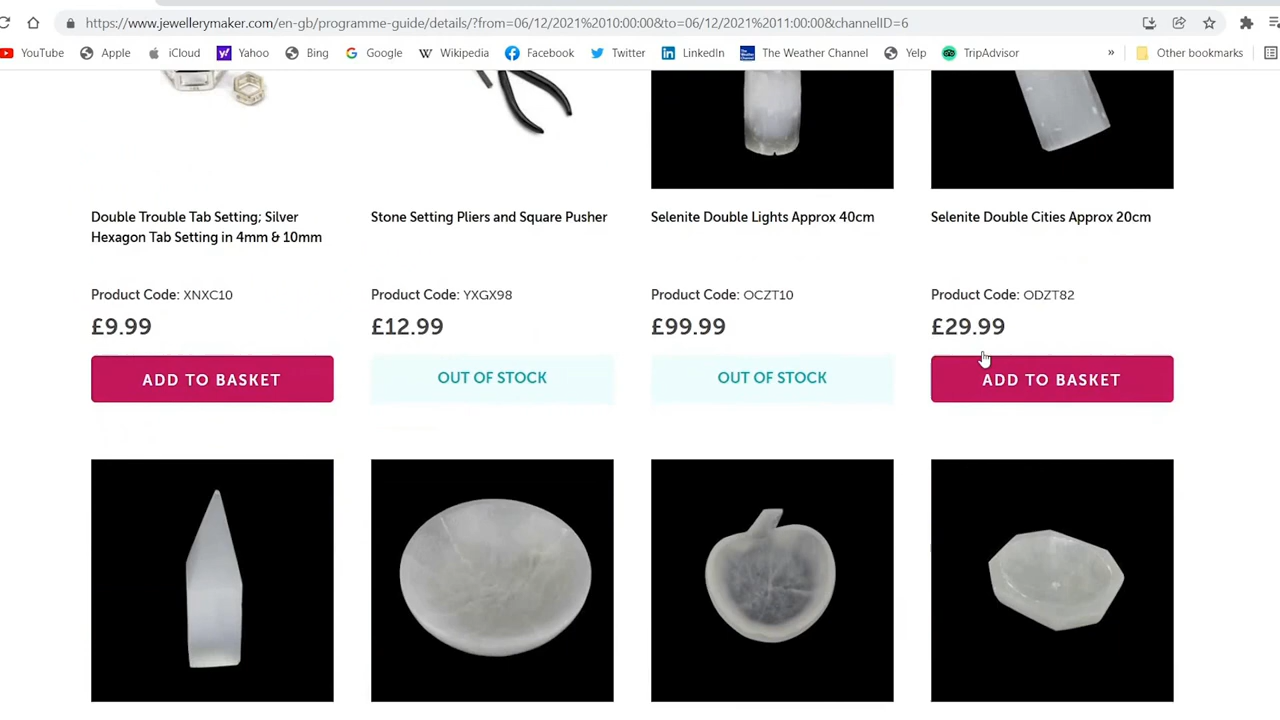 https://www.jewellerymaker.com/en-gb/programme-guide/details/?from=06/12/2021%2010:00:00&to=06/12/2021%2011:00:00&channelID=6
YouTube Apple iCloud Yahoo Bing Google Wikipedia Facebook Twitter LinkedIn The Weather Channel Yelp TripAdvisor » Other bookmarks
Double Trouble Tab Setting; Silver
Hexagon Tab Setting in 4mm & 10mm
Product Code: XNXC10
£9.99
ADD TO BASKET
Stone Setting Pliers and Square Pusher
Product Code: YXGX98
£12.99
OUT OF STOCK
Selenite Double Lights Approx 40cm
Product Code: OCZT10
£99.99
OUT OF STOCK
Selenite Double Cities Approx 20cm
Product Code: ODZT82
£29.99
ADD TO BASKET